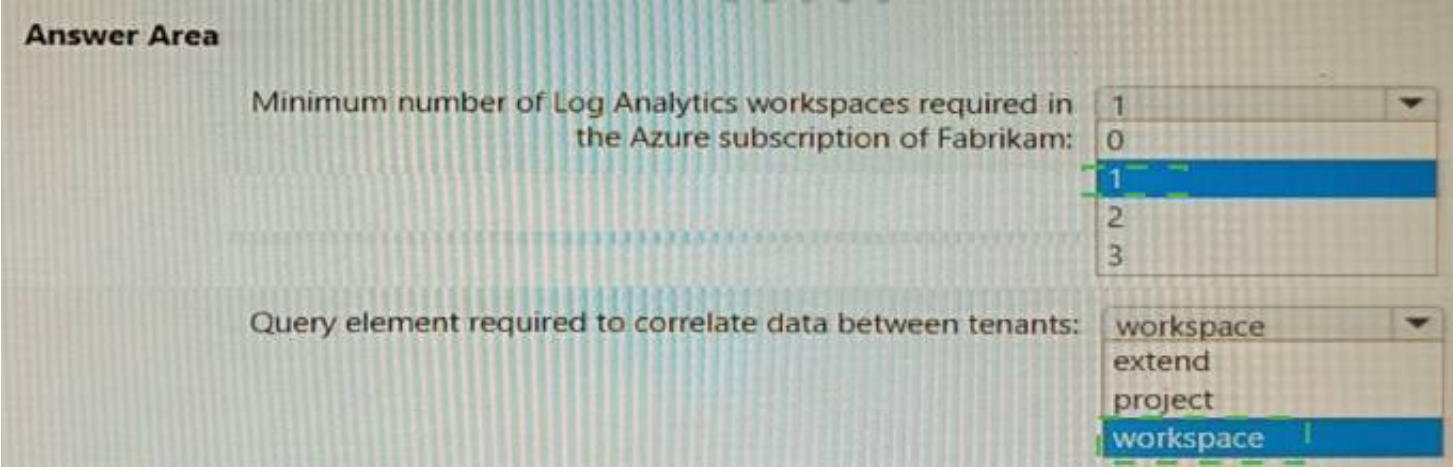 Answer Area
Minimum number of Log Analytics workspaces required in 1
the Azure subscription of Fabrikam: 0
1
2
3
Query element required to correlate data between tenants: workspace
extend
project
workspace